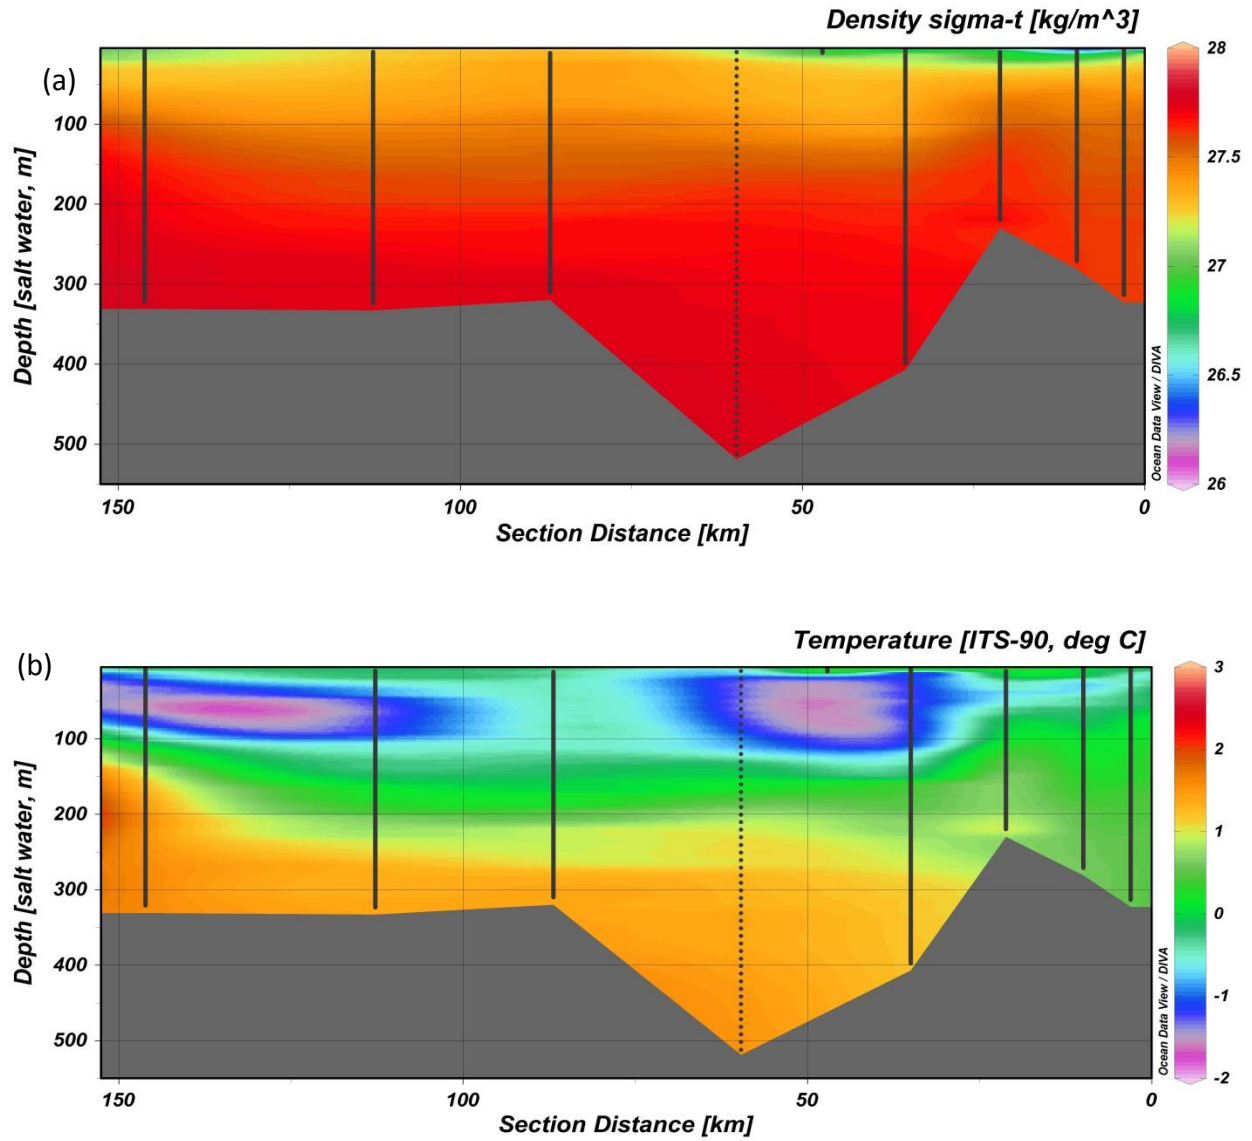 Density sigma-t [kg/m^3]
(a)
28
100
27.5
200
27
300
400
26.5
500
26
Depth [salt water, m]
Ocean Data View / DIVA
150
100
50
0
Section Distance [km]
Temperature [ITS-90, deg C]
(b)
3
2
100
200
1
300
0
400
-1
500
-2
Depth [salt water, m]
Ocean Data View / DIVA
150
100
50
0
Section Distance [km]